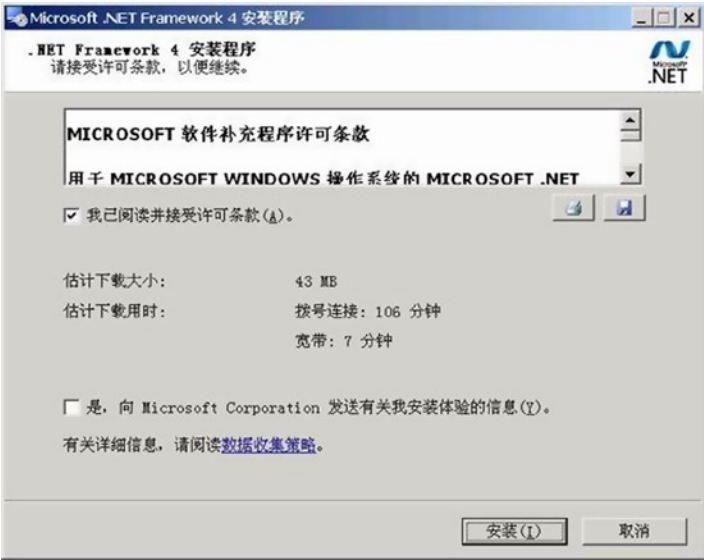 Microsoft .NET Framework 4 安装程序
.NET Framework 4 安装程序
请接受许可条款，以便继续。
Microsoft
.NET
MICROSOFT 软件补充程序许可条款
用于 MICROSOFT WINDOWS 操作系统的 MICROSOFT .NET
我已阅读并接受许可条款(A)。
估计下载大小: 43 MB
估计下载用时: 拨号连接: 106 分钟
宽带: 7 分钟
是，向 Microsoft Corporation 发送有关我安装体验的信息(Y)。
有关详细信息，请阅读数据收集策略。
安装(I) 取消